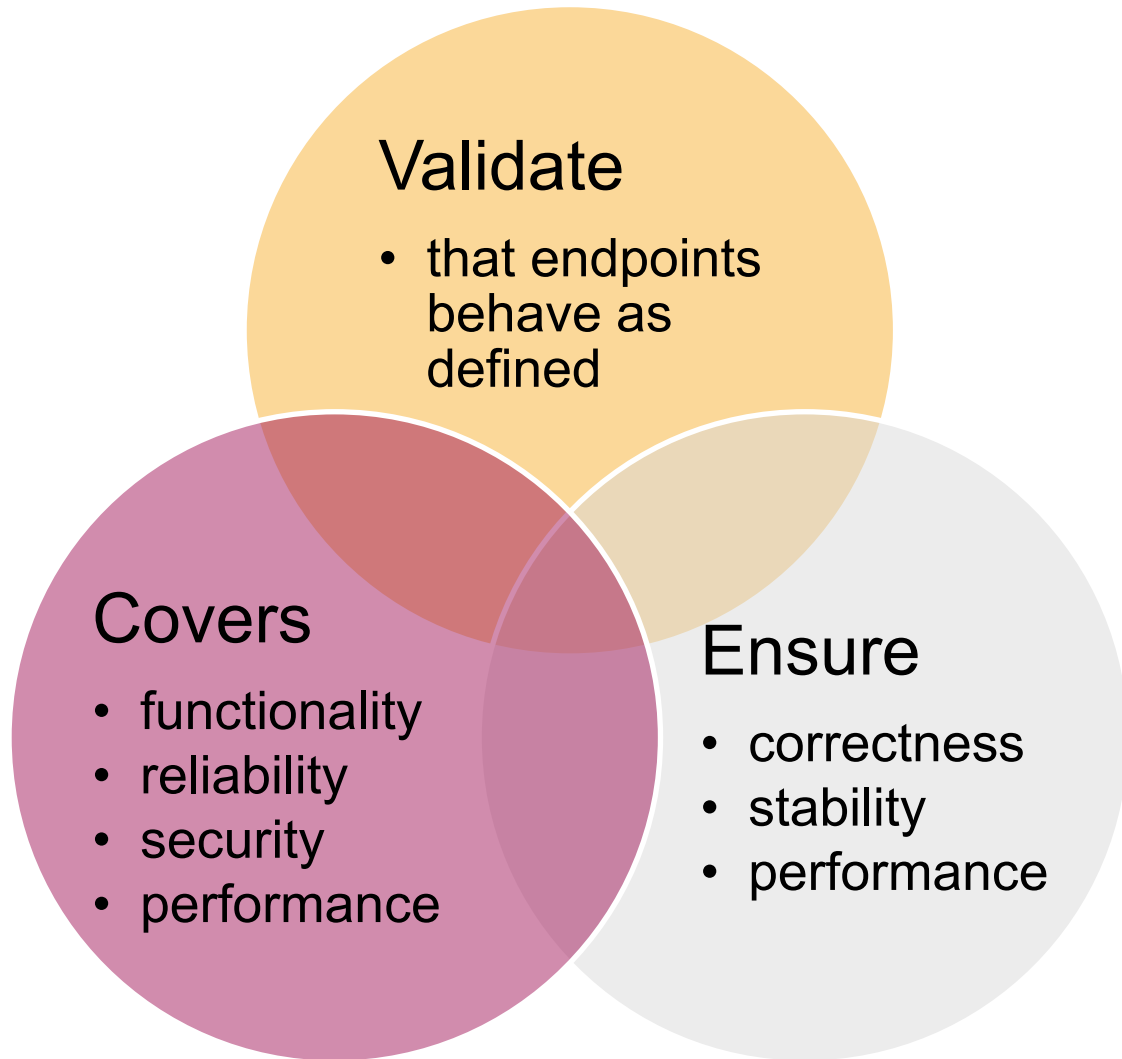 Validate
• that endpoints
behave as
defined
Covers
• functionality
• reliability
• security
• performance
Ensure
• correctness
• stability
• performance